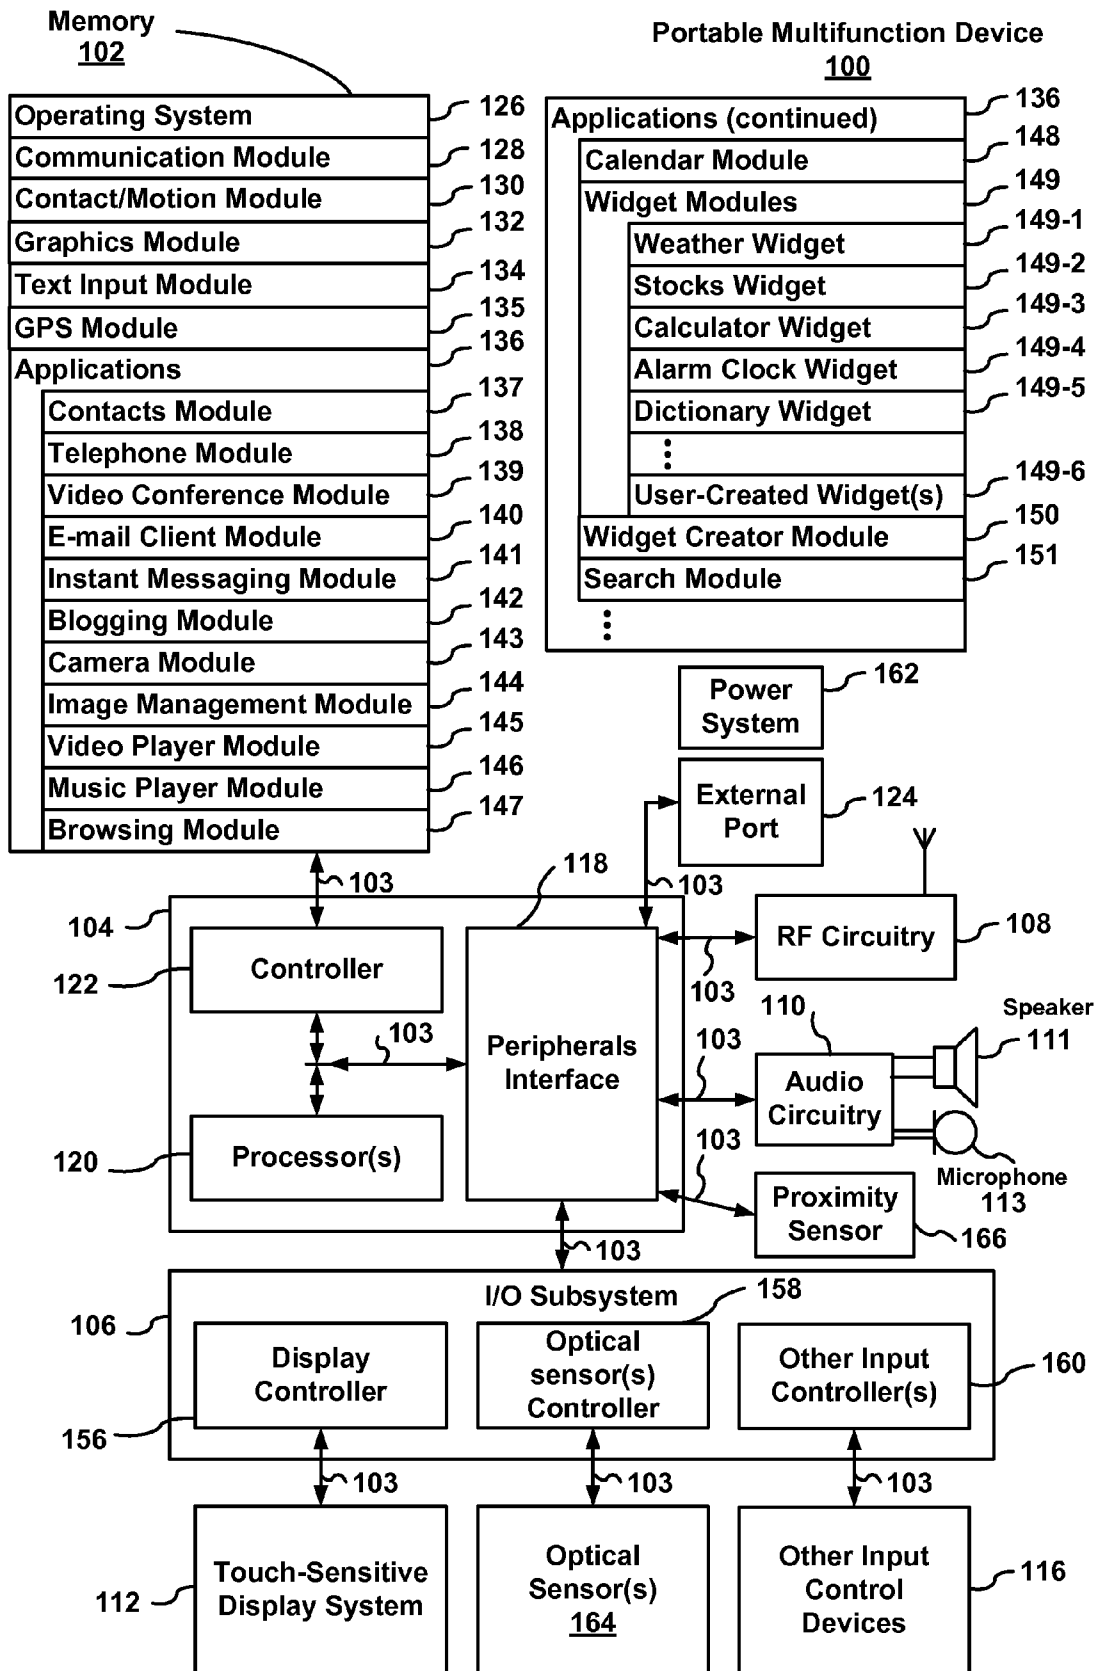 Memory
102
Portable Multifunction Device
100
Operating System
126
Communication Module
128
Contact/Motion Module
130
Graphics Module
132
Text Input Module
134
GPS Module
135
Applications
136
Contacts Module
137
Telephone Module
138
Video Conference Module
139
E-mail Client Module
140
Instant Messaging Module
141
Blogging Module
142
Camera Module
143
Image Management Module
144
Video Player Module
145
Music Player Module
146
Browsing Module
147
Applications (continued)
136
Calendar Module
148
Widget Modules
149
Weather Widget
149-1
Stocks Widget
149-2
Calculator Widget
149-3
Alarm Clock Widget
149-4
Dictionary Widget
149-5
User-Created Widget(s)
149-6
Widget Creator Module
150
Search Module
151
Power
System
162
External
Port
124
103
118
103
104
Controller
122
RF Circuitry
108
103
103
Peripherals
Interface
Processor(s)
120
110
Speaker
111
103
Audio
Circuitry
103
Microphone
113
Proximity
Sensor
166
103
I/O Subsystem
106
158
Display
Controller
156
Optical
sensor(s)
Controller
Other Input
Controller(s)
160
103
103
103
Touch-Sensitive
Display System
112
Optical
Sensor(s)
164
Other Input
Control
Devices
116